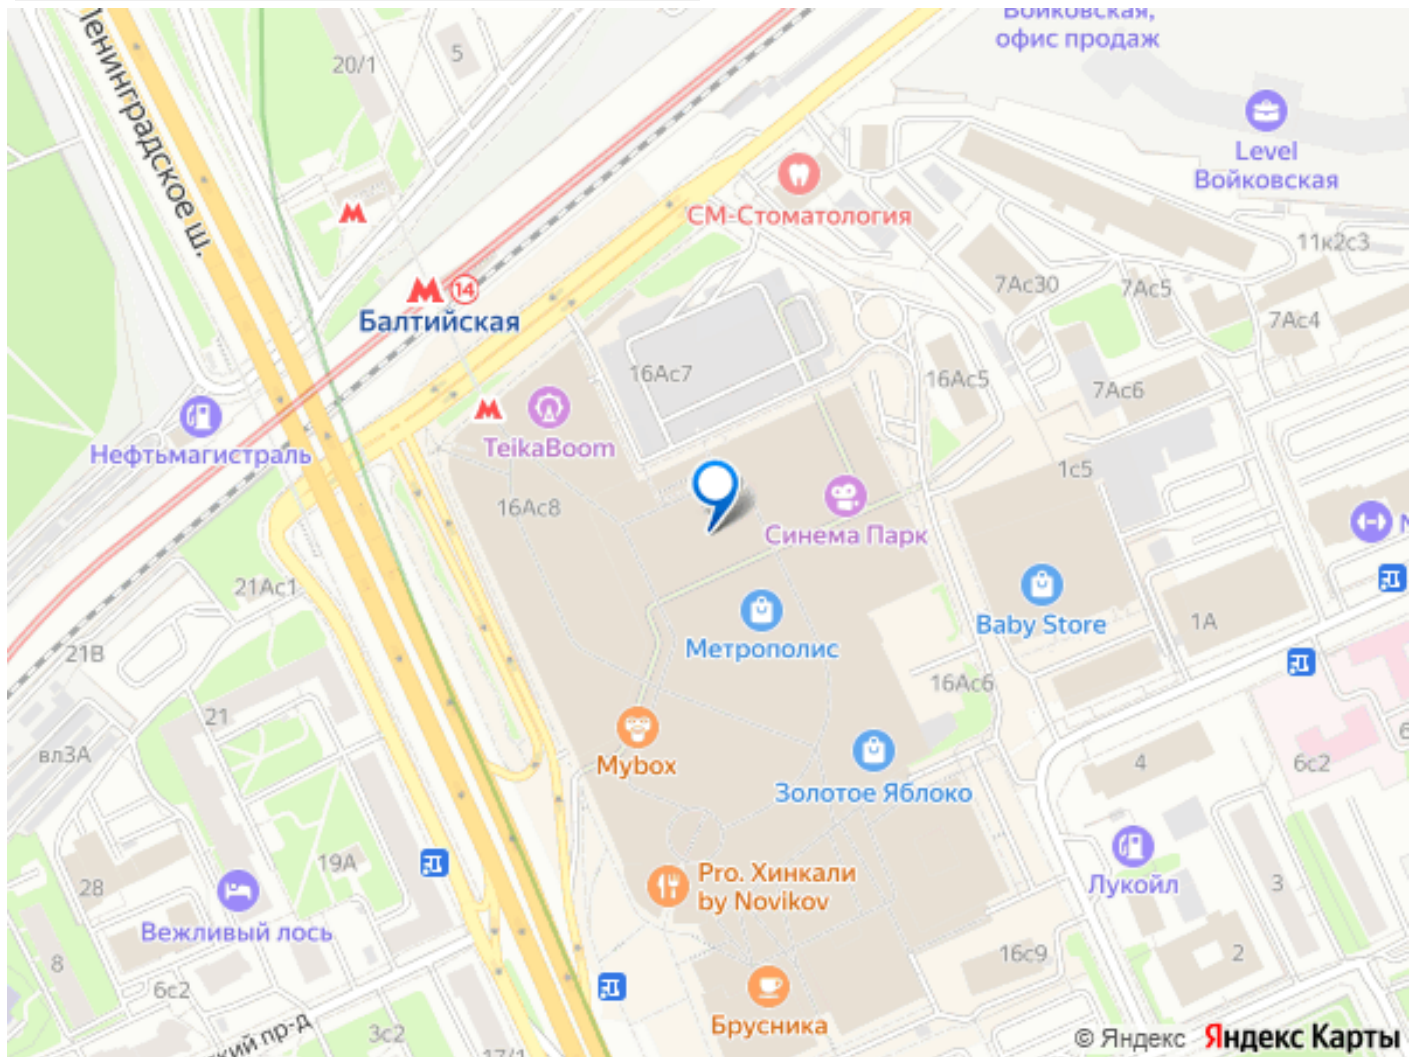 Войковская,
офис продаж
Ленинградское ш.
20/1
5
Level
Войковская
СМ-Стоматология
11к2с3
7Ас30
7Ас5
7Ас4
14
Балтийская
16Ас7
16Ас5
7Ас6
TeikaBoom
Нефтьмагистраль
1с5
16Ас8
Синема Парк
21Ас1
Метрополис
Baby Store
1А
21В
16Ас6
21
вл3А
Mybox
Золотое Яблоко
4
6с2
19А
28
Pro. Хинкали
by Novikov
Лукойл
3
Вежливый лось
8
6с2
16с9
2
Брусника
3с2
17/1
© Яндекс Яндекс Карты